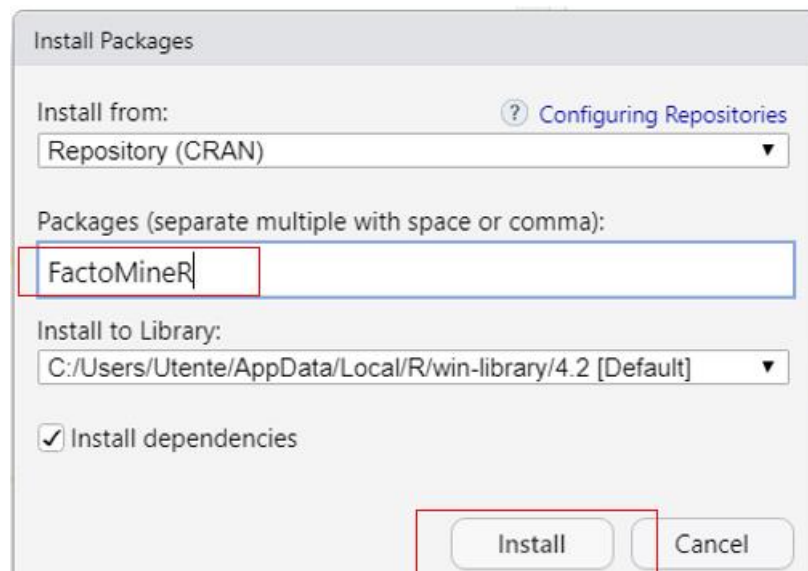 Install Packages
Install from:
? Configuring Repositories
Repository (CRAN)
Packages (separate multiple with space or comma):
FactoMineR
Install to Library:
C:/Users/Utente/AppData/Local/R/win-library/4.2 [Default]
Install dependencies
Install
Cancel